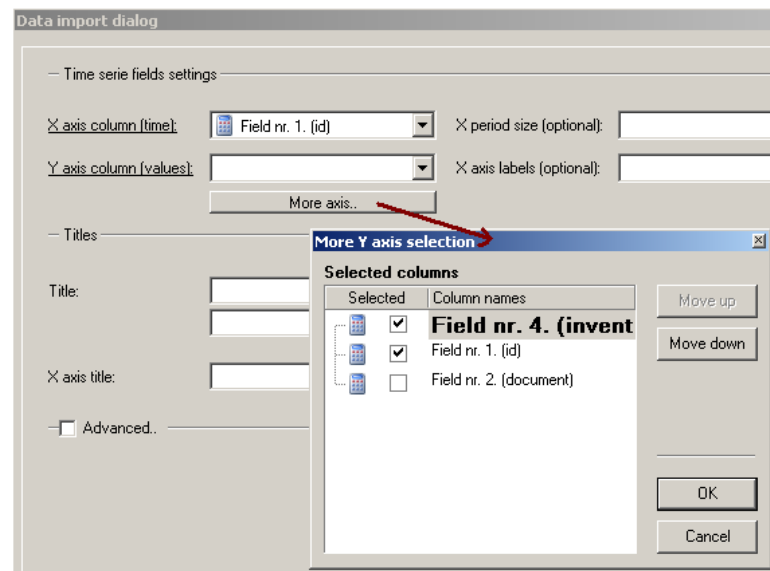 Data import dialog
Time serie fields settings
X axis column (time): Field nr. 1. (id) X period size (optional):
Y axis column (values): X axis labels (optional):
More axis..
Titles
More Y axis selection
Selected columns
Title:
Selected Column names Move up
Field nr. 4. (invent
Field nr. 1. (id) Move down
X axis title:
Field nr. 2. (document)
Advanced..
OK
Cancel